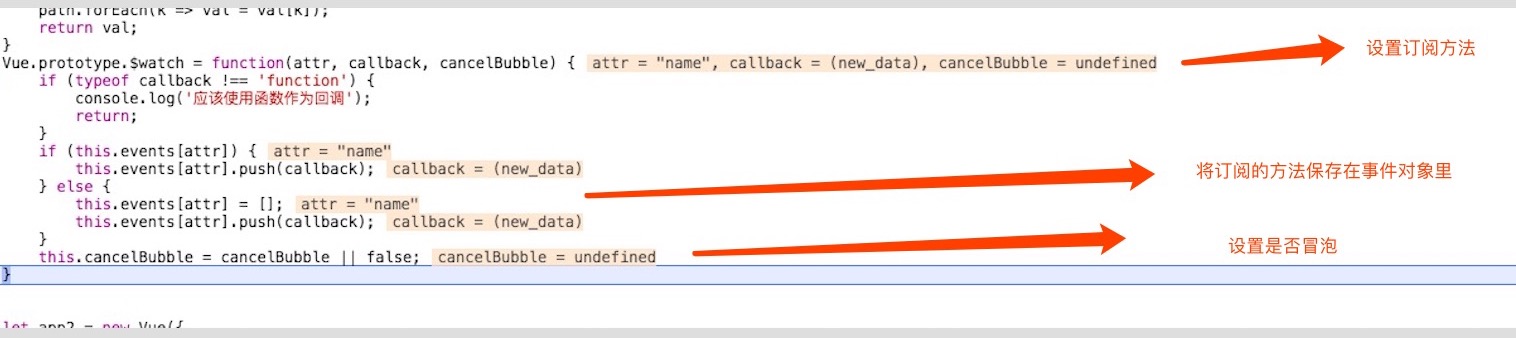 path.forEach(k => val = val[k]);
return val;
}
Vue.prototype.$watch = function(attr, callback, cancelBubble) { attr = "name", callback = (new_data), cancelBubble = undefined
设置订阅方法
if (typeof callback !== 'function') {
console.log('应该使用函数作为回调');
return;
}
if (this.events[attr]) { attr = "name"
this.events[attr].push(callback); callback = (new_data)
将订阅的方法保存在事件对象里
} else {
this.events[attr] = []; attr = "name"
this.events[attr].push(callback); callback = (new_data)
}
设置是否冒泡
this.cancelBubble = cancelBubble || false; cancelBubble = undefined
}
let app2 = new Vue({